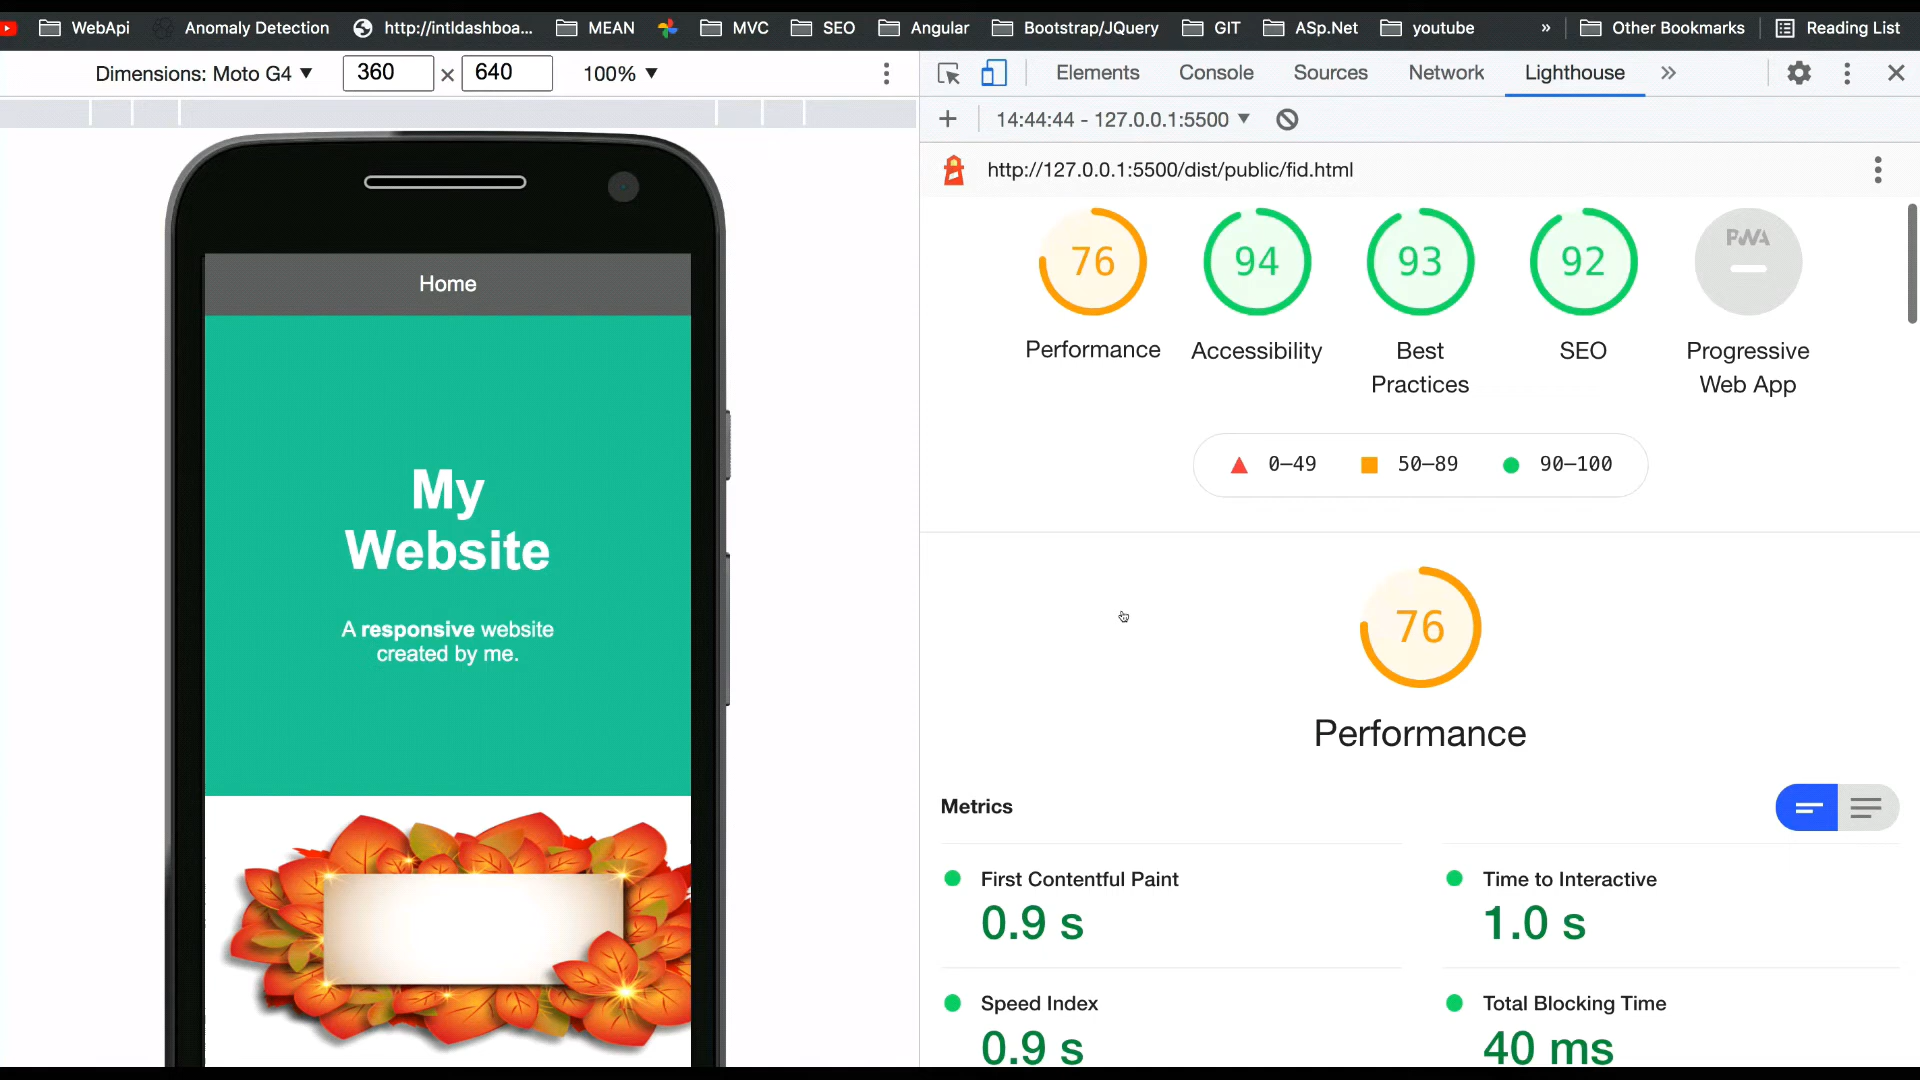 WebApi Anomaly Detection http://intldashboa... MEAN MVC SEO Angular Bootstrap/JQuery GIT ASp.Net youtube » Other Bookmarks Reading List
Dimensions: Moto G4 ▼ 360 × 640 100% ▼
Elements Console Sources Network Lighthouse »
14:44:44 - 127.0.0.1:5500 ▼
http://127.0.0.1:5500/dist/public/fid.html
Home
My
Website
A responsive website
created by me.
76 94 93 92 PWA
Performance Accessibility Best Practices SEO Progressive Web App
0–49 50–89 90–100
76
Performance
Metrics
First Contentful Paint
0.9 s
Time to Interactive
1.0 s
Speed Index
0.9 s
Total Blocking Time
40 ms